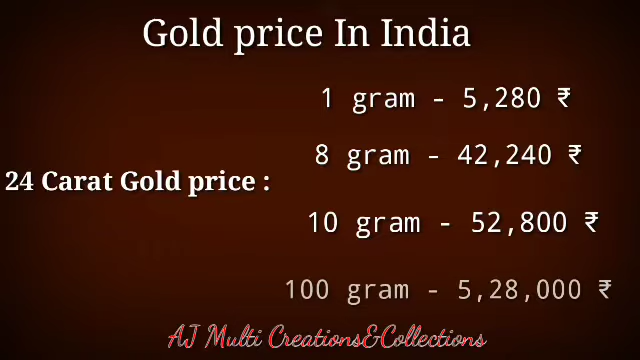 Gold price In India
1 gram - 5,280 ₹
8 gram - 42,240 ₹
24 Carat Gold price :
10 gram - 52,800 ₹
100 gram - 5,28,000 ₹
AJ Multi Creations&Collections